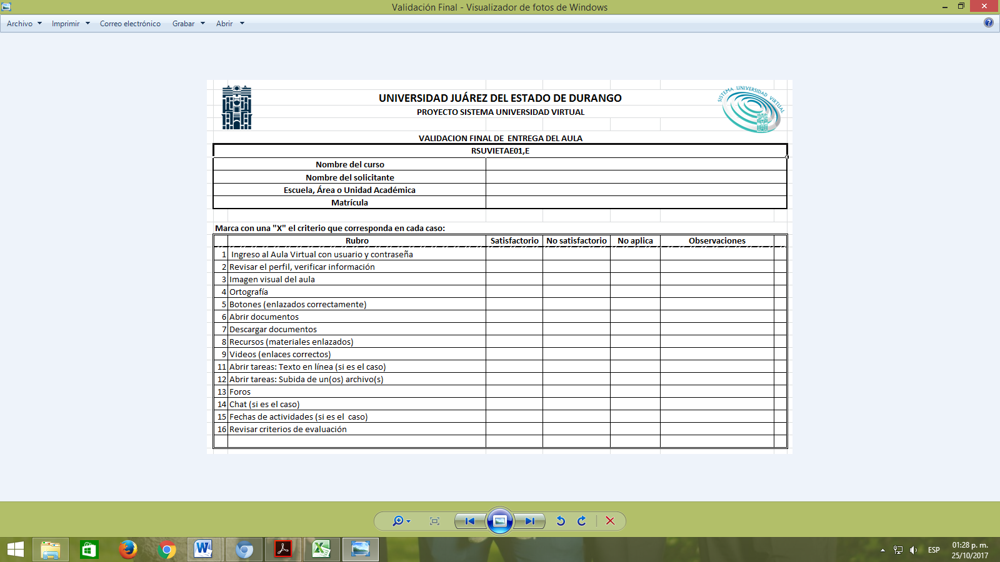 Validación Final - Visualizador de fotos de Windows
Archivo Imprimir Correo electrónico Grabar Abrir
SISTEMA UNIVERSIDAD VIRTUAL
UNIVERSIDAD JUÁREZ DEL ESTADO DE DURANGO
PROYECTO SISTEMA UNIVERSIDAD VIRTUAL
VALIDACION FINAL DE ENTREGA DEL AULA
RSUVIETAE01,E
Nombre del curso
Nombre del solicitante
Escuela, Área o Unidad Académica
Matrícula
Marca con una "X" el criterio que corresponda en cada caso:
Rubro Satisfactorio No satisfactorio No aplica Observaciones
1 Ingreso al Aula Virtual con usuario y contraseña
2 Revisar el perfil, verificar información
3 Imagen visual del aula
4 Ortografía
5 Botones (enlazados correctamente)
6 Abrir documentos
7 Descargar documentos
8 Recursos (materiales enlazados)
9 Videos (enlaces correctos)
11 Abrir tareas: Texto en línea (si es el caso)
12 Abrir tareas: Subida de un(os) archivo(s)
13 Foros
14 Chat (si es el caso)
15 Fechas de actividades (si es el caso)
16 Revisar criterios de evaluación
ESP
01:28 p. m.
25/10/2017